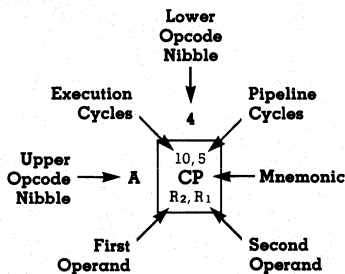 Lower
Opcode
Nibble
Execution
Cycles
Pipeline
Cycles
4
Upper
Opcode
Nibble
A
10, 5
CP
R2, R1
Mnemonic
First
Operand
Second
Operand